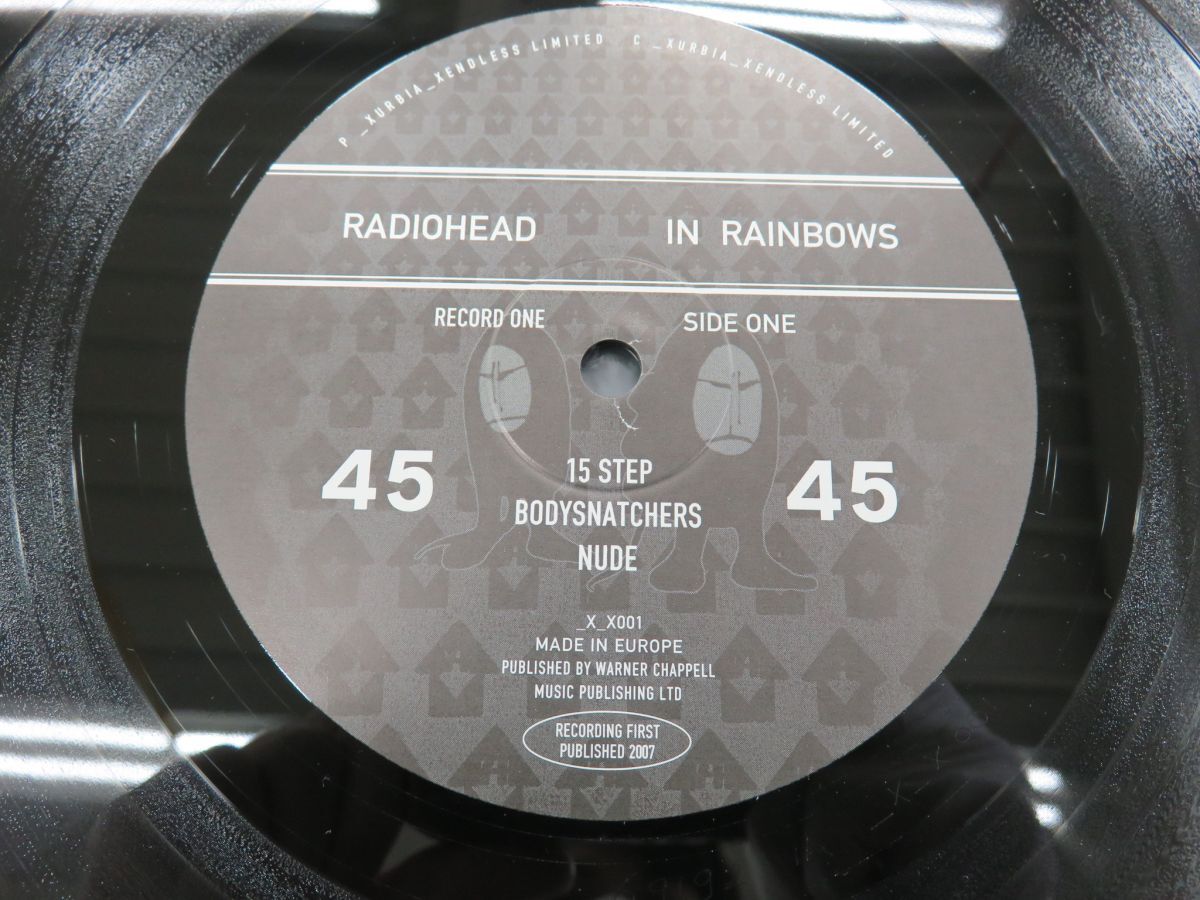 P _XURBIA_XENDLESS LIMITED C _XURBIA_XENDLESS LIMITED
RADIOHEAD IN RAINBOWS
RECORD ONE SIDE ONE
45 45
15 STEP
BODYSNATCHERS
NUDE
_X_X001
MADE IN EUROPE
PUBLISHED BY WARNER CHAPPELL
MUSIC PUBLISHING LTD
RECORDING FIRST
PUBLISHED 2007